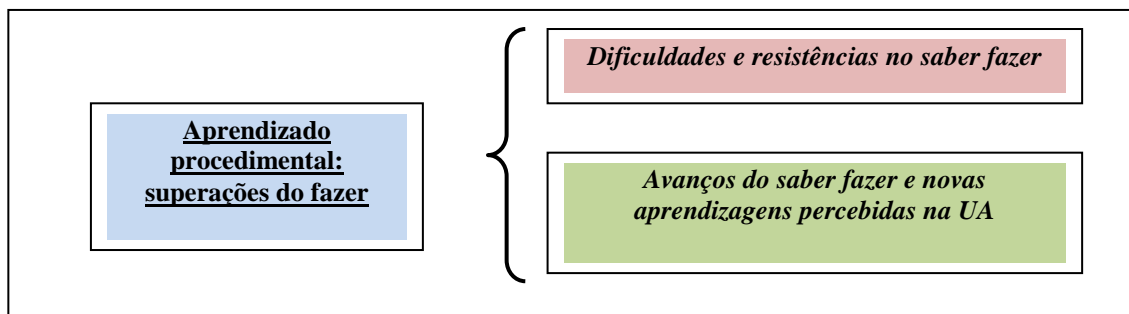 Aprendizado
procedimental:
superações do fazer
Dificuldades e resistências no saber fazer
Avanços do saber fazer e novas
aprendizagens percebidas na UA